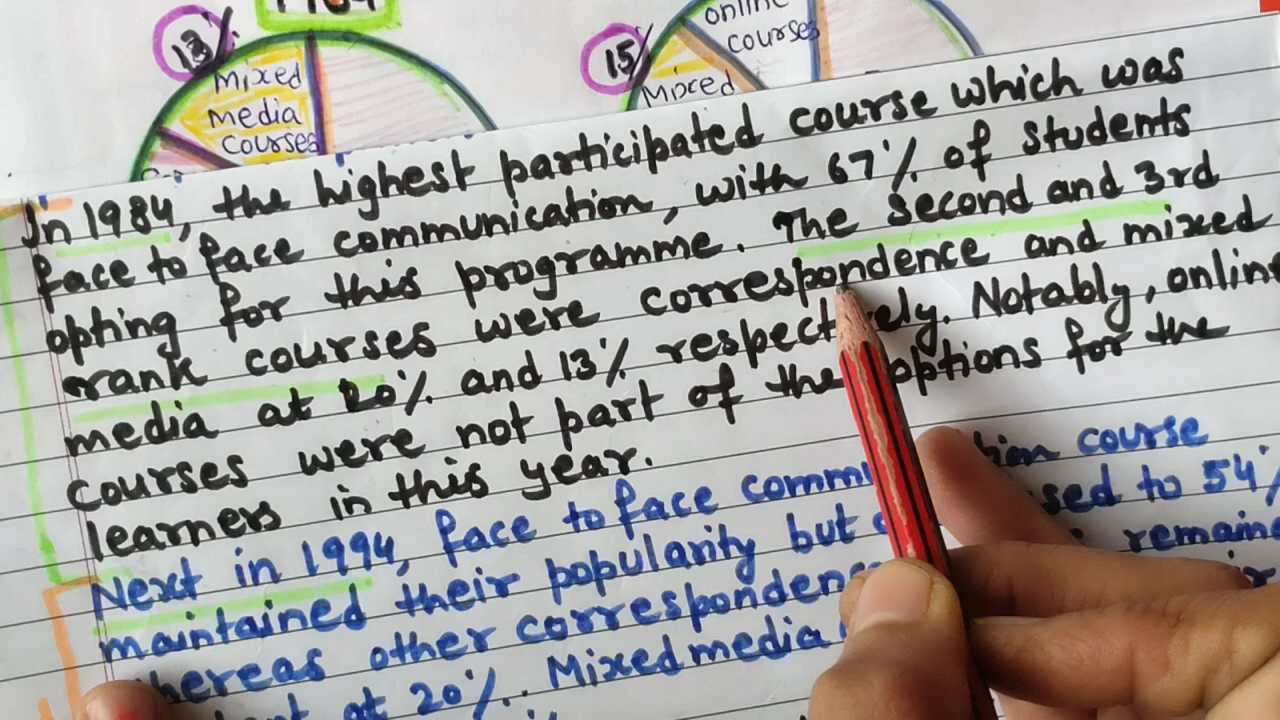 13%
Mixed
media
courses
15%
online
courses
Mixed
In 1984, the highest participated course which was
face to face communication, with 67% of students
opting for this programme. The second and 3rd
rank courses were correspondence and mixed
media at 20% and 13% respectively. Notably, online
courses were not part of the options for the
learners in this year.
Next in 1994, face to face course
maintained their popularity but to 54%
whereas other correspondence
at 20%. Mixed media